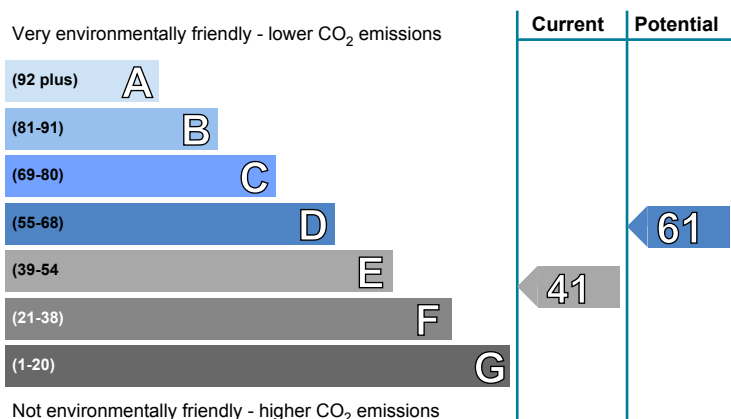 Very environmentally friendly - lower CO2 emissions
Current
Potential
(92 plus) A
(81-91) B
(69-80) C
(55-68) D
61
(39-54 E
41
(21-38) F
(1-20) G
Not environmentally friendly - higher CO2 emissions